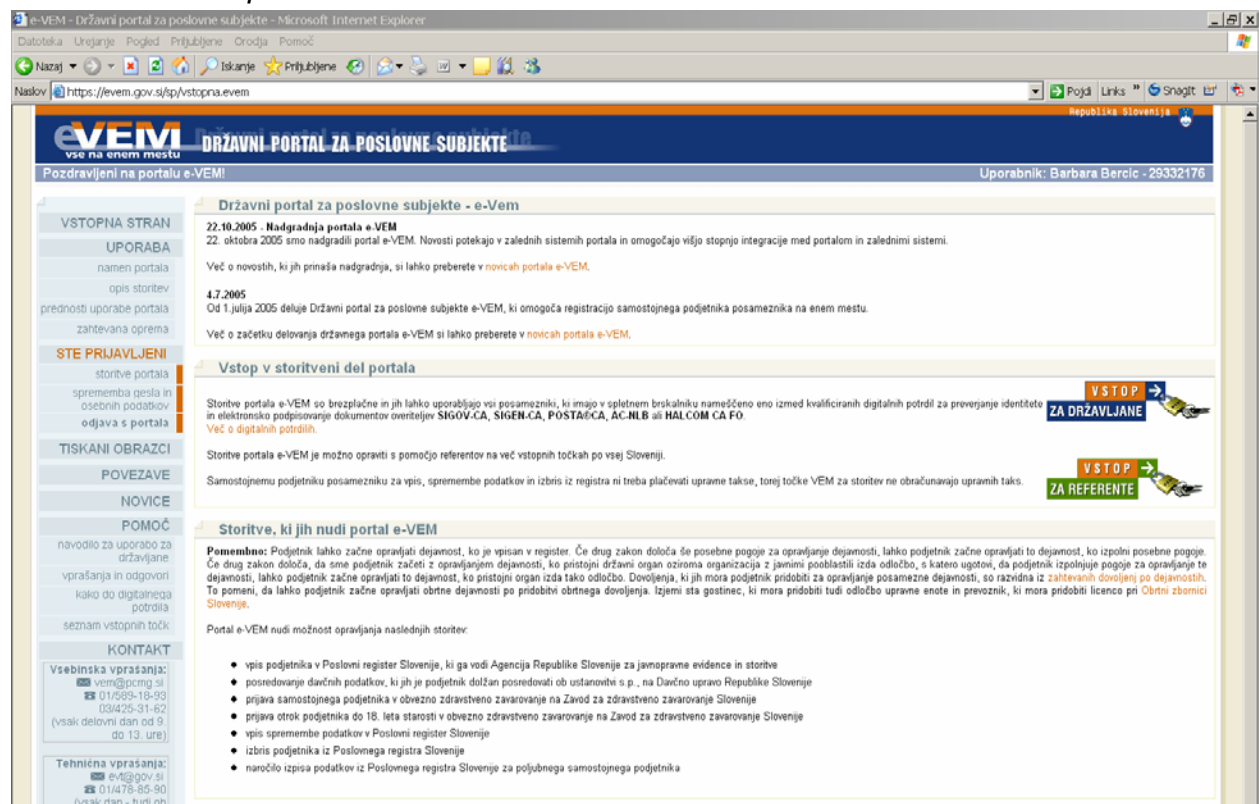 e-VEM - Državni portal za poslovne subjekte - Microsoft Internet Explorer
Datoteka Urejanje Pogled Priljubljene Orodja Pomoč
Nazaj Iskanje Priljubljene
Naslov https://evem.gov.si/sp/vstopna.evem Pojdi Links » SnagIt
Republika Slovenija
eVEM DRŽAVNI PORTAL ZA POSLOVNE SUBJEKTE
vse na enem mestu
Pozdravljeni na portalu e-VEM! Uporabnik: Barbara Bercic - 29332176
VSTOPNA STRAN
UPORABA
namen portala
opis storitev
prednosti uporabe portala
zahtevana oprema
STE PRIJAVLJENI
storitve portala
sprememba gesla in
osebnih podatkov
odjava s portala
TISKANI OBRAZCI
POVEZAVE
NOVICE
POMOČ
navodilo za uporabo za
državljane
vprašanja in odgovori
kako do digitalnega
potrdila
seznam vstopnih točk
KONTAKT
Vsebinska vprašanja:
vem@pcmg.si
01/589-18-93
03/425-31-62
(vsak delovni dan od 9.
do 13. ure)
Tehnična vprašanja:
evt@gov.si
01/478-85-90
(vsak dan - tudi ob
Državni portal za poslovne subjekte - e-Vem
22.10.2005 - Nadgradnja portala e-VEM
22. oktobra 2005 smo nadgradili portal e-VEM. Novosti potekajo v zalednih sistemih portala in omogočajo višjo stopnjo integracije med portalom in zalednimi sistemi.
Več o novostih, ki jih prinaša nadgradnja, si lahko preberete v novicah portala e-VEM.
4.7.2005
Od 1.julija 2005 deluje Državni portal za poslovne subjekte e-VEM, ki omogoča registracijo samostojnega podjetnika posameznika na enem mestu.
Več o začetku delovanja državnega portala e-VEM si lahko preberete v novicah portala e-VEM.
Vstop v storitveni del portala
Storitve portala e-VEM so brezplačne in jih lahko uporabljajo vsi posamezniki, ki imajo v spletnem brskalniku nameščeno eno izmed kvalificiranih digitalnih potrdil za preverjanje identitete
in elektronsko podpisovanje dokumentov overiteljev SIGOV-CA, SIGEN-CA, POSTA®CA, AC-NLB ali HALCOM CA FO.
Več o digitalnih potrdilih.
Storitve portala e-VEM je možno opraviti s pomočjo referentov na več vstopnih točkah po vsej Sloveniji.
Samostojnemu podjetniku posamezniku za vpis, spremembe podatkov in izbris iz registra ni treba plačevati upravne takse, torej točke VEM za storitev ne obračunavajo upravnih taks.
VSTOP
ZA DRŽAVLJANE
VSTOP
ZA REFERENTE
Storitve, ki jih nudi portal e-VEM
Pomembno: Podjetnik lahko začne opravljati dejavnost, ko je vpisan v register. Če drug zakon določa še posebne pogoje za opravljanje dejavnosti, lahko podjetnik začne opravljati to dejavnost, ko izpolni posebne pogoje.
Če drug zakon določa, da sme podjetnik začeti z opravljanjem dejavnosti, ko pristojni državni organ oziroma organizacija z javnimi pooblastili izda odločbo, s katero ugotovi, da podjetnik izpolnjuje pogoje za opravljanje te
dejavnosti, lahko podjetnik začne opravljati to dejavnost, ko pristojni organ izda tako odločbo. Dovoljenja, ki jih mora podjetnik pridobiti za opravljanje posamezne dejavnosti, so razvidna iz zahtevanih dovoljenj po dejavnostih.
To pomeni, da lahko podjetnik začne opravljati obrtne dejavnosti po pridobitvi obrtnega dovoljenja. Izjemi sta gostinec, ki mora pridobiti tudi odločbo upravne enote in prevoznik, ki mora pridobiti licenco pri Obrtni zbornici
Slovenije.
Portal e-VEM nudi možnost opravljanja naslednjih storitev:
vpis podjetnika v Poslovni register Slovenije, ki ga vodi Agencija Republike Slovenije za javnopravne evidence in storitve
posredovanje davčnih podatkov, ki jih je podjetnik dolžan posredovati ob ustanovitvi s.p., na Davčno upravo Republike Slovenije
prijava samostojnega podjetnika v obvezno zdravstveno zavarovanje na Zavod za zdravstveno zavarovanje Slovenije
prijava otrok podjetnika do 18. leta starosti v obvezno zdravstveno zavarovanje na Zavod za zdravstveno zavarovanje Slovenije
vpis spremembe podatkov v Poslovni register Slovenije
izbris podjetnika iz Poslovnega registra Slovenije
naročilo izpisa podatkov iz Poslovnega registra Slovenije za poljubnega samostojnega podjetnika